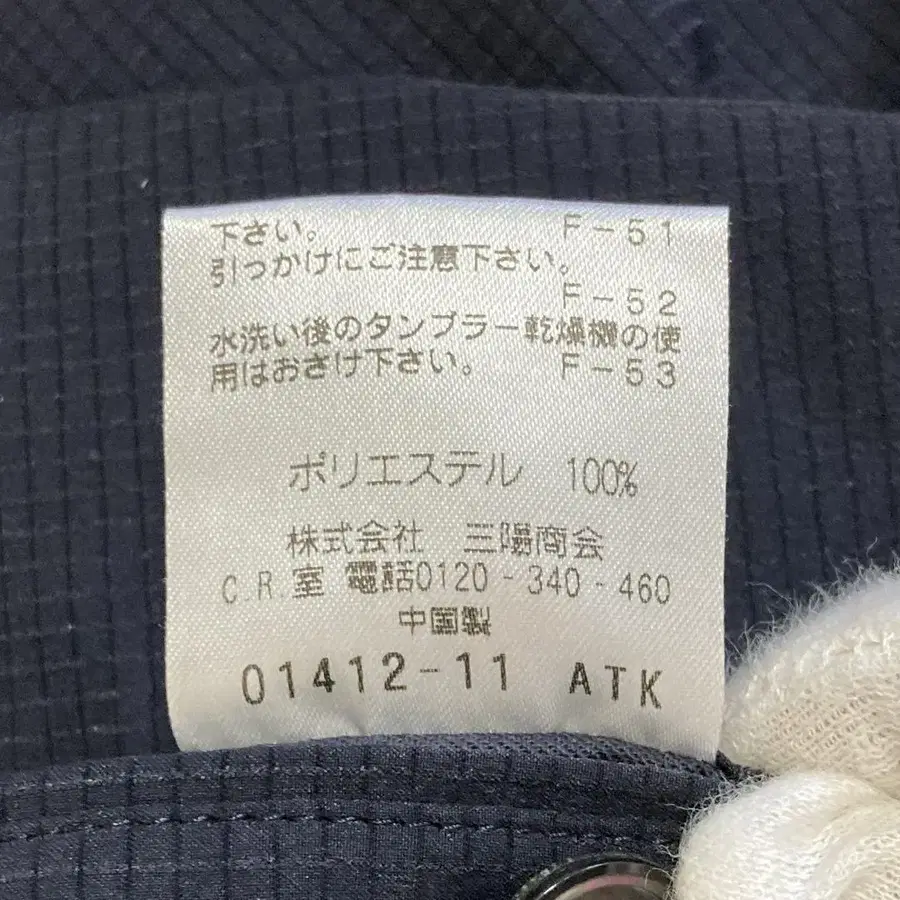 下さい。 F-51
引っかけにご注意下さい。
F-52
水洗い後のタンブラー乾燥機の使
用はおさけ下さい。 F-53
ポリエステル 100%
株式会社 三陽商会
C.R.室 電話0120-340-460
中国製
01412-11 ATK